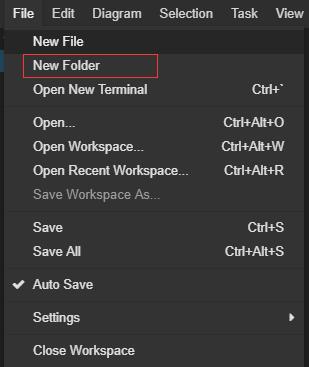 File Edit Diagram Selection Task View
New File
New Folder
Open New Terminal Ctrl+`
Open... Ctrl+Alt+O
Open Workspace... Ctrl+Alt+W
Open Recent Workspace... Ctrl+Alt+R
Save Workspace As...
Save Ctrl+S
Save All Ctrl+Alt+S
Auto Save
Settings
Close Workspace